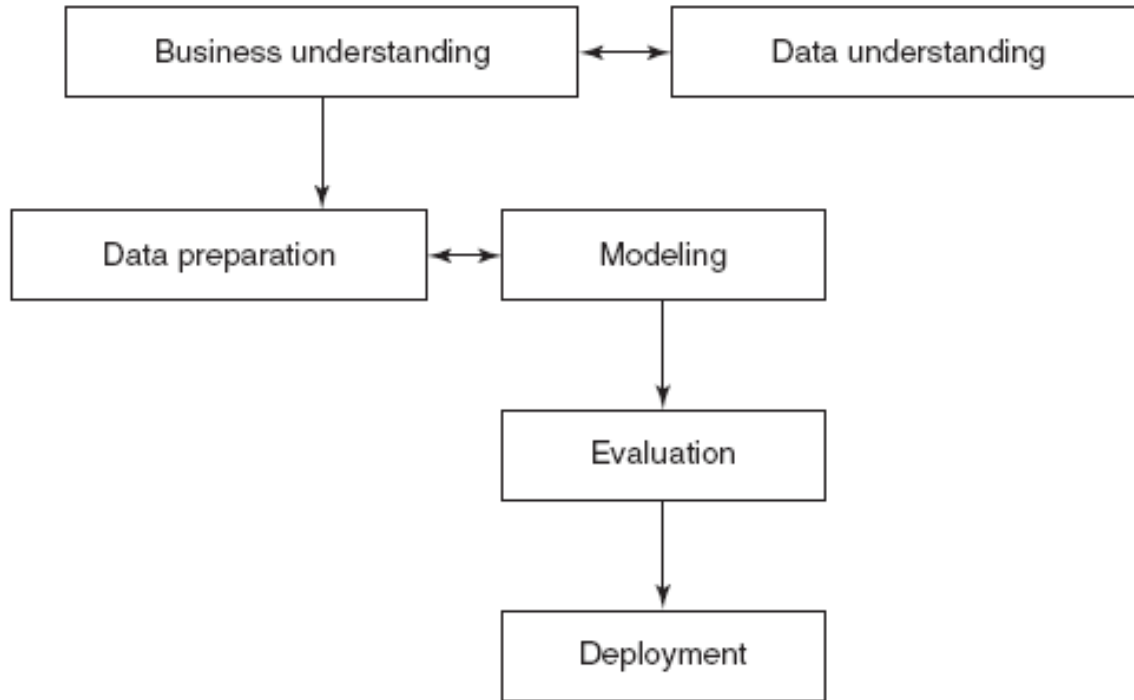 Business understanding
Data understanding
Data preparation
Modeling
Evaluation
Deployment